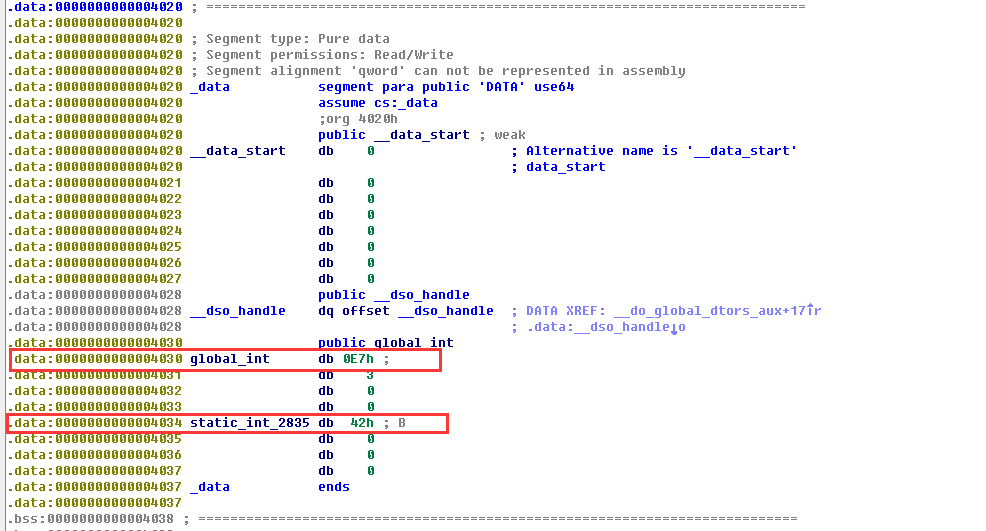 .data:0000000000004020 ; ===========================================================================
.data:0000000000004020
.data:0000000000004020 ; Segment type: Pure data
.data:0000000000004020 ; Segment permissions: Read/Write
.data:0000000000004020 ; Segment alignment 'qword' can not be represented in assembly
.data:0000000000004020 _data segment para public 'DATA' use64
.data:0000000000004020 assume cs:_data
.data:0000000000004020 ;org 4020h
.data:0000000000004020 public __data_start ; weak
.data:0000000000004020 __data_start db 0 ; Alternative name is '__data_start'
.data:0000000000004020 ; data_start
.data:0000000000004021 db 0
.data:0000000000004022 db 0
.data:0000000000004023 db 0
.data:0000000000004024 db 0
.data:0000000000004025 db 0
.data:0000000000004026 db 0
.data:0000000000004027 db 0
.data:0000000000004028 public __dso_handle
.data:0000000000004028 __dso_handle dq offset __dso_handle ; DATA XREF: __do_global_dtors_aux+17↑r
.data:0000000000004028 ; .data:__dso_handle↓o
.data:0000000000004030 public global_int
.data:0000000000004030 global_int db 0E7h ;
.data:0000000000004031 db 3
.data:0000000000004032 db 0
.data:0000000000004033 db 0
.data:0000000000004034 static_int_2835 db 42h ; B
.data:0000000000004035 db 0
.data:0000000000004036 db 0
.data:0000000000004037 db 0
.data:0000000000004037 _data ends
.data:0000000000004037
.bss:0000000000004038 ; ===========================================================================